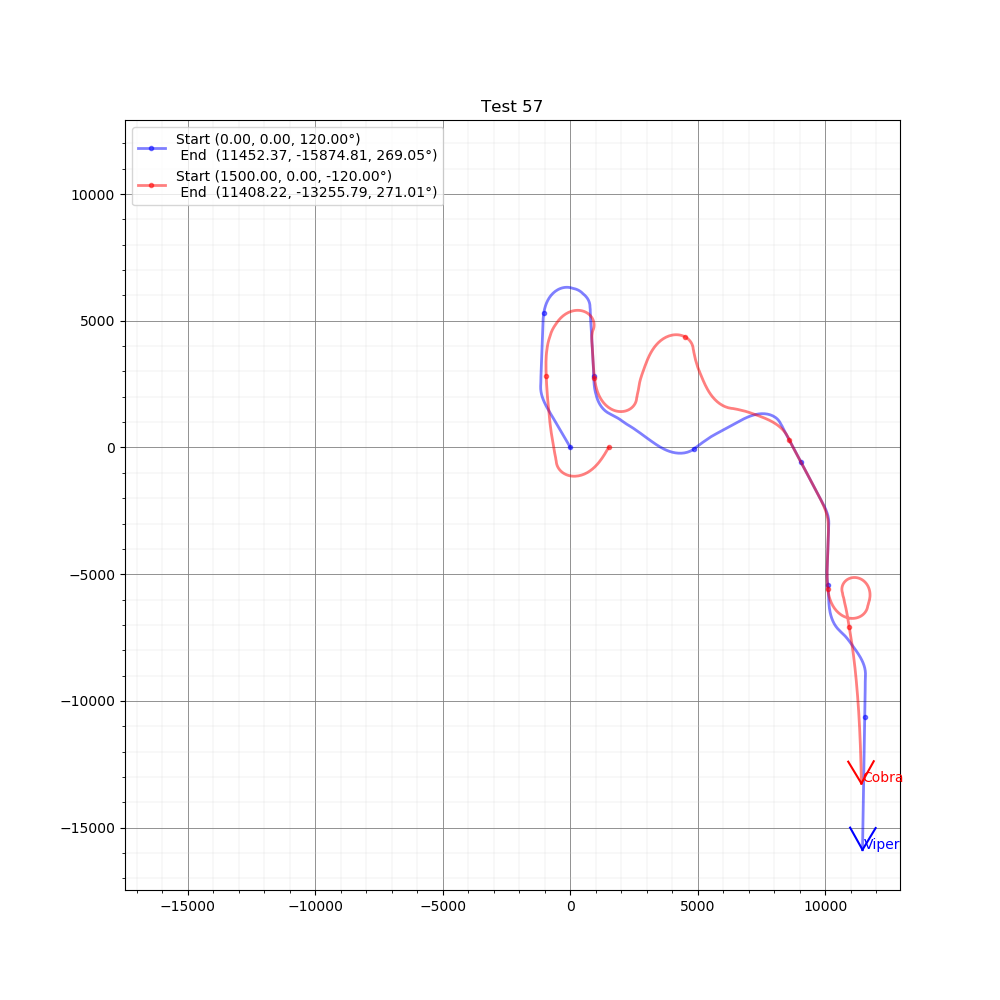 Test 57
Start (0.00, 0.00, 120.00°)
End  (11452.37, -15874.81, 269.05°)
Start (1500.00, 0.00, -120.00°)
End  (11408.22, -13255.79, 271.01°)
10000
5000
0
−5000
−10000
−15000
Cobra
Viper
−15000 −10000 −5000 0 5000 10000